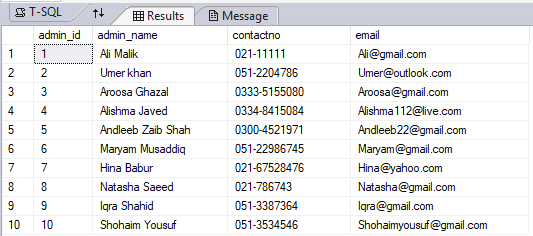 T-SQL Results Message
admin_id admin_name contactno email
1 1 Ali Malik 021-11111 Ali@gmail.com
2 2 Umer khan 051-2204786 Umer@outlook.com
3 3 Aroosa Ghazal 0333-5155080 Aroosa@gmail.com
4 4 Alishma Javed 0334-8415084 Alishma112@live.com
5 5 Andleeb Zaib Shah 0300-4521971 Andleeb22@gmail.com
6 6 Maryam Musaddiq 051-22986745 Maryam@gmail.com
7 7 Hina Babur 021-67528476 Hina@yahoo.com
8 8 Natasha Saeed 021-786743 Natasha@gmail.com
9 9 Iqra Shahid 051-3387364 Iqra@gmail.com
10 10 Shohaim Yousuf 051-3534546 Shohaimyousuf@gmail.com